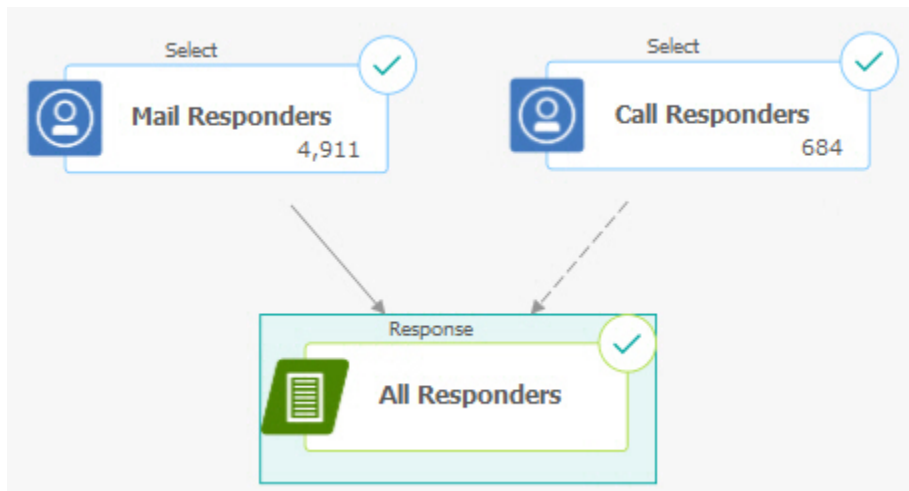 Select
Mail Responders
4,911
Select
Call Responders
684
Response
All Responders